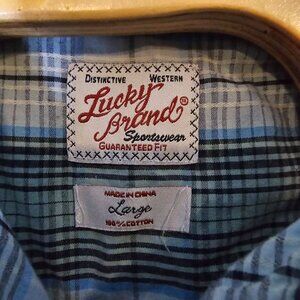 DISTINCTIVE WESTERN
Lucky
Brand®
Sportswear
GUARANTEED FIT
MADE IN CHINA
Large
100% COTTON